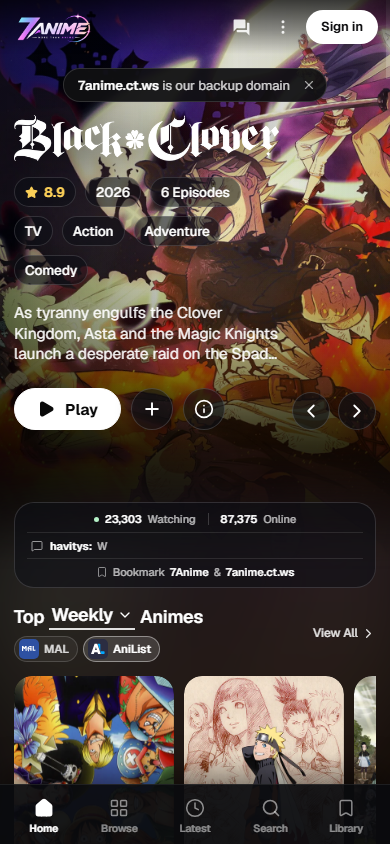 7ANIME
Sign in
7anime.ct.ws is our backup domain
Black Clover
8.9
2026
6 Episodes
TV
Action
Adventure
Comedy
As tyranny engulfs the Clover
Kingdom, Asta and the Magic Knights
launch a desperate raid on the Spad...
Play
23,303 Watching
87,375 Online
havitys: W
Bookmark 7Anime & 7anime.ct.ws
Top Weekly Animes
View All
MAL MAL
A AniList
Home
Browse
Latest
Search
Library